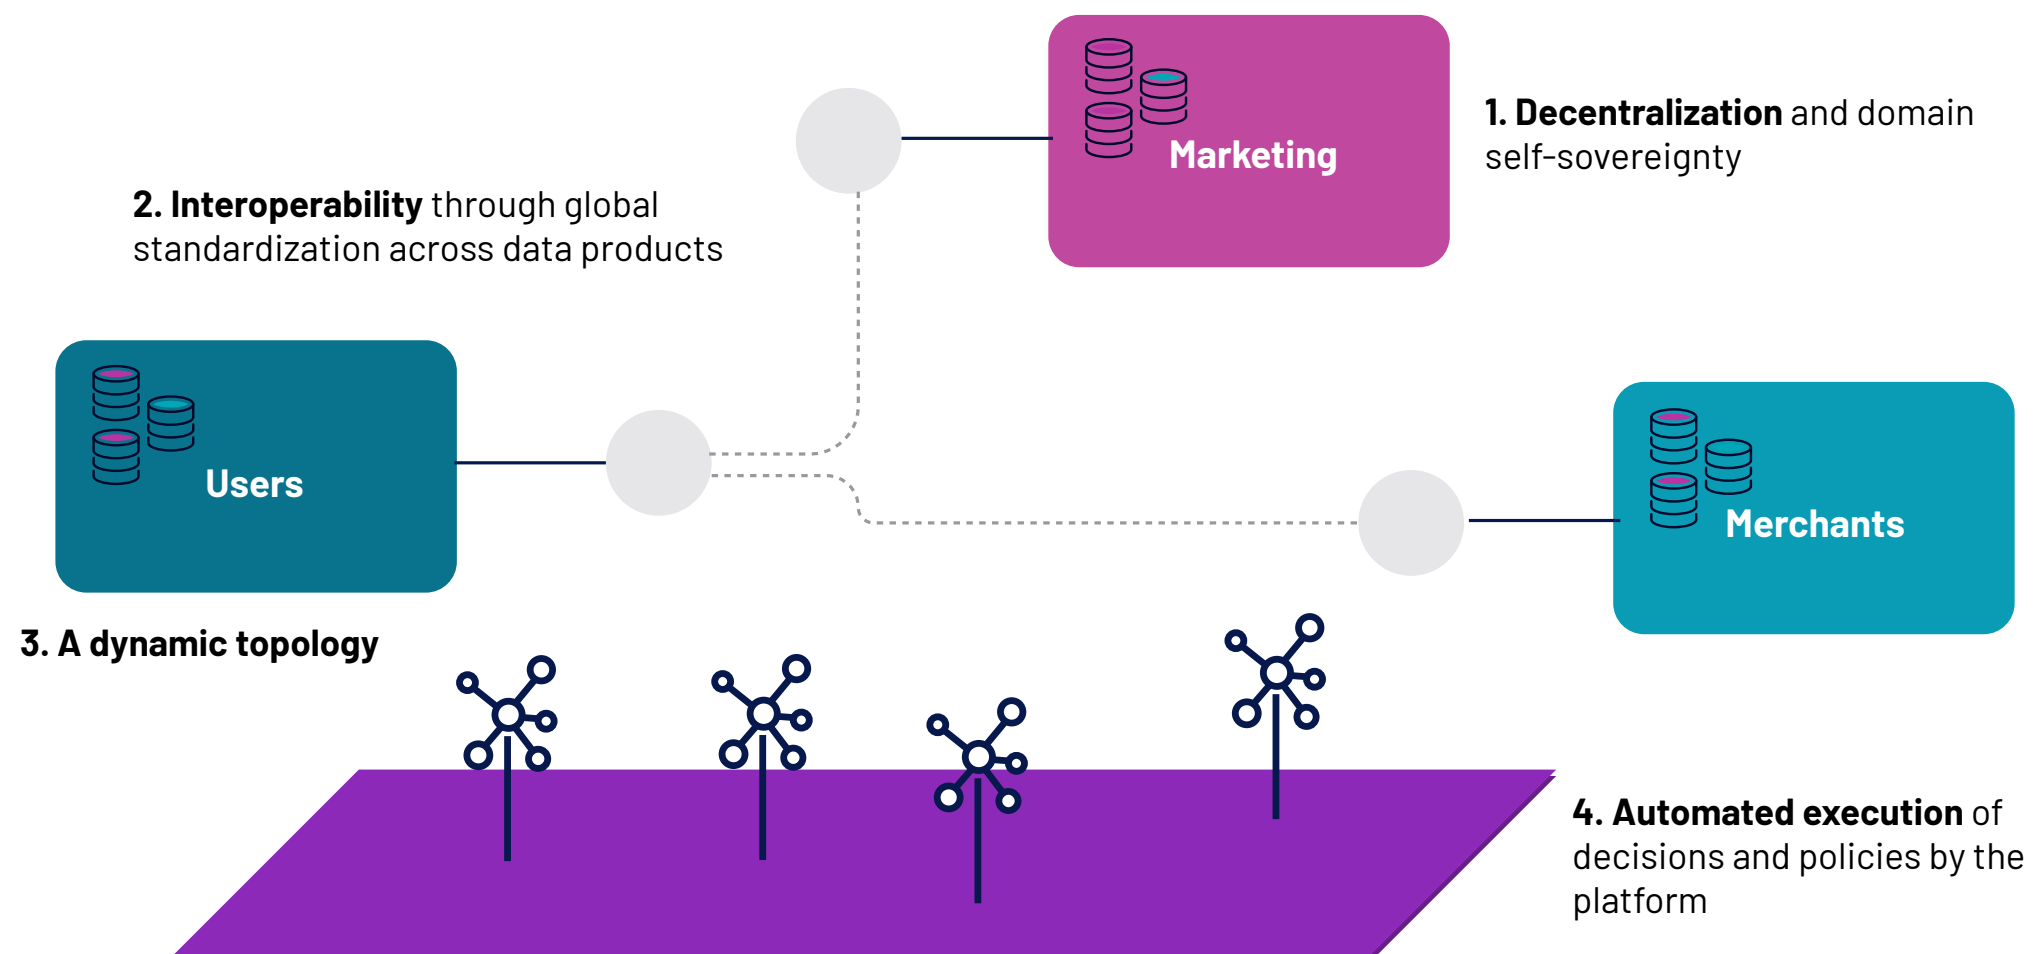 Marketing
1. Decentralization and domain
self-sovereignty
2. Interoperability through global
standardization across data products
Users
Merchants
3. A dynamic topology
4. Automated execution of
decisions and policies by the
platform